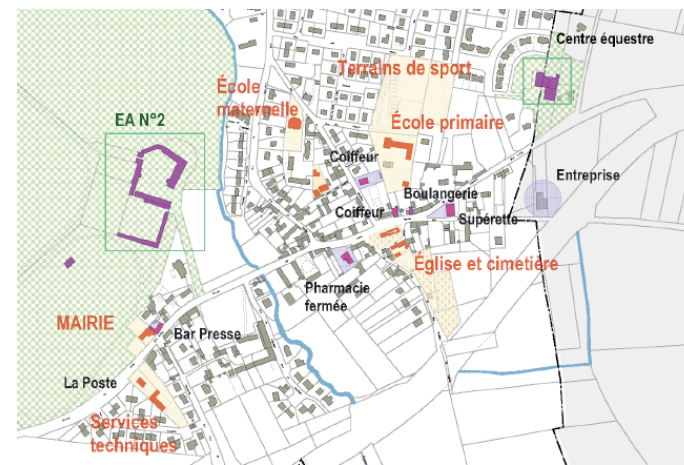 Centre équestre
Terrains de sport
École
maternelle
EA N°2
École primaire
Coiffeur
Entreprise
Boulangerie
Coiffeur
Supérette
Église et cimetière
Pharmacie
fermée
MAIRIE
Bar Presse
La Poste
Services
techniques